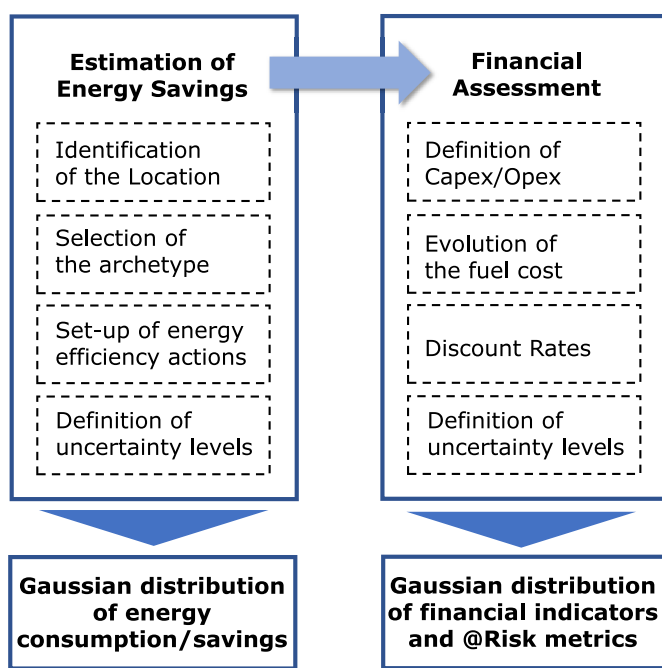 Estimation of
Energy Savings
Identification
of the Location
Selection of
the archetype
Set-up of energy
efficiency actions
Definition of
uncertainty levels
Gaussian distribution
of energy
consumption/savings
Financial
Assessment
Definition of
Capex/Opex
Evolution of
the fuel cost
Discount Rates
Definition of
uncertainty levels
Gaussian distribution
of financial indicators
and @Risk metrics